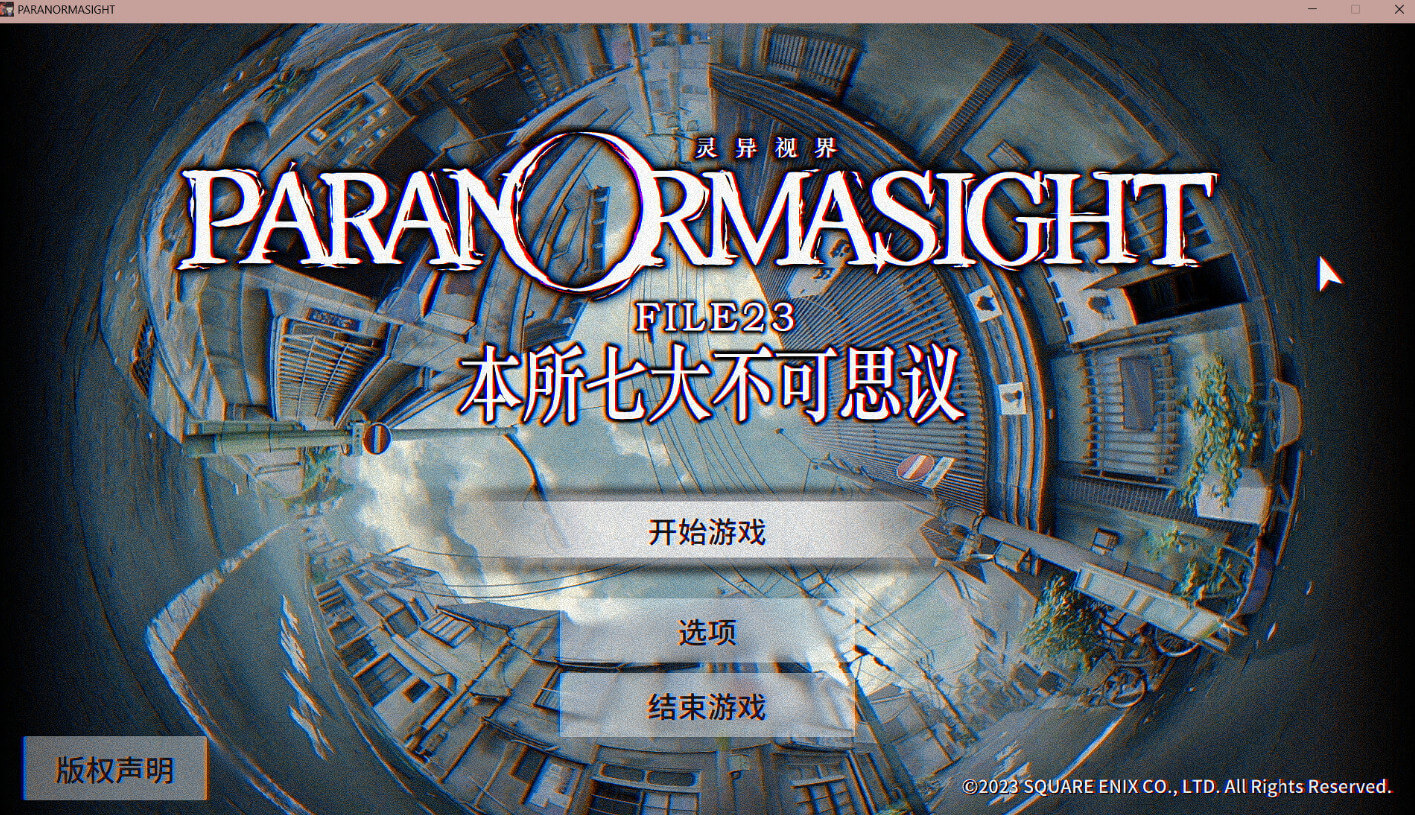 PARANORMASIGHT
灵异视界
PARANORMASIGHT
FILE23
本所七大不可思议
开始游戏
选项
结束游戏
版权声明
©2023 SQUARE ENIX CO., LTD. All Rights Reserved.